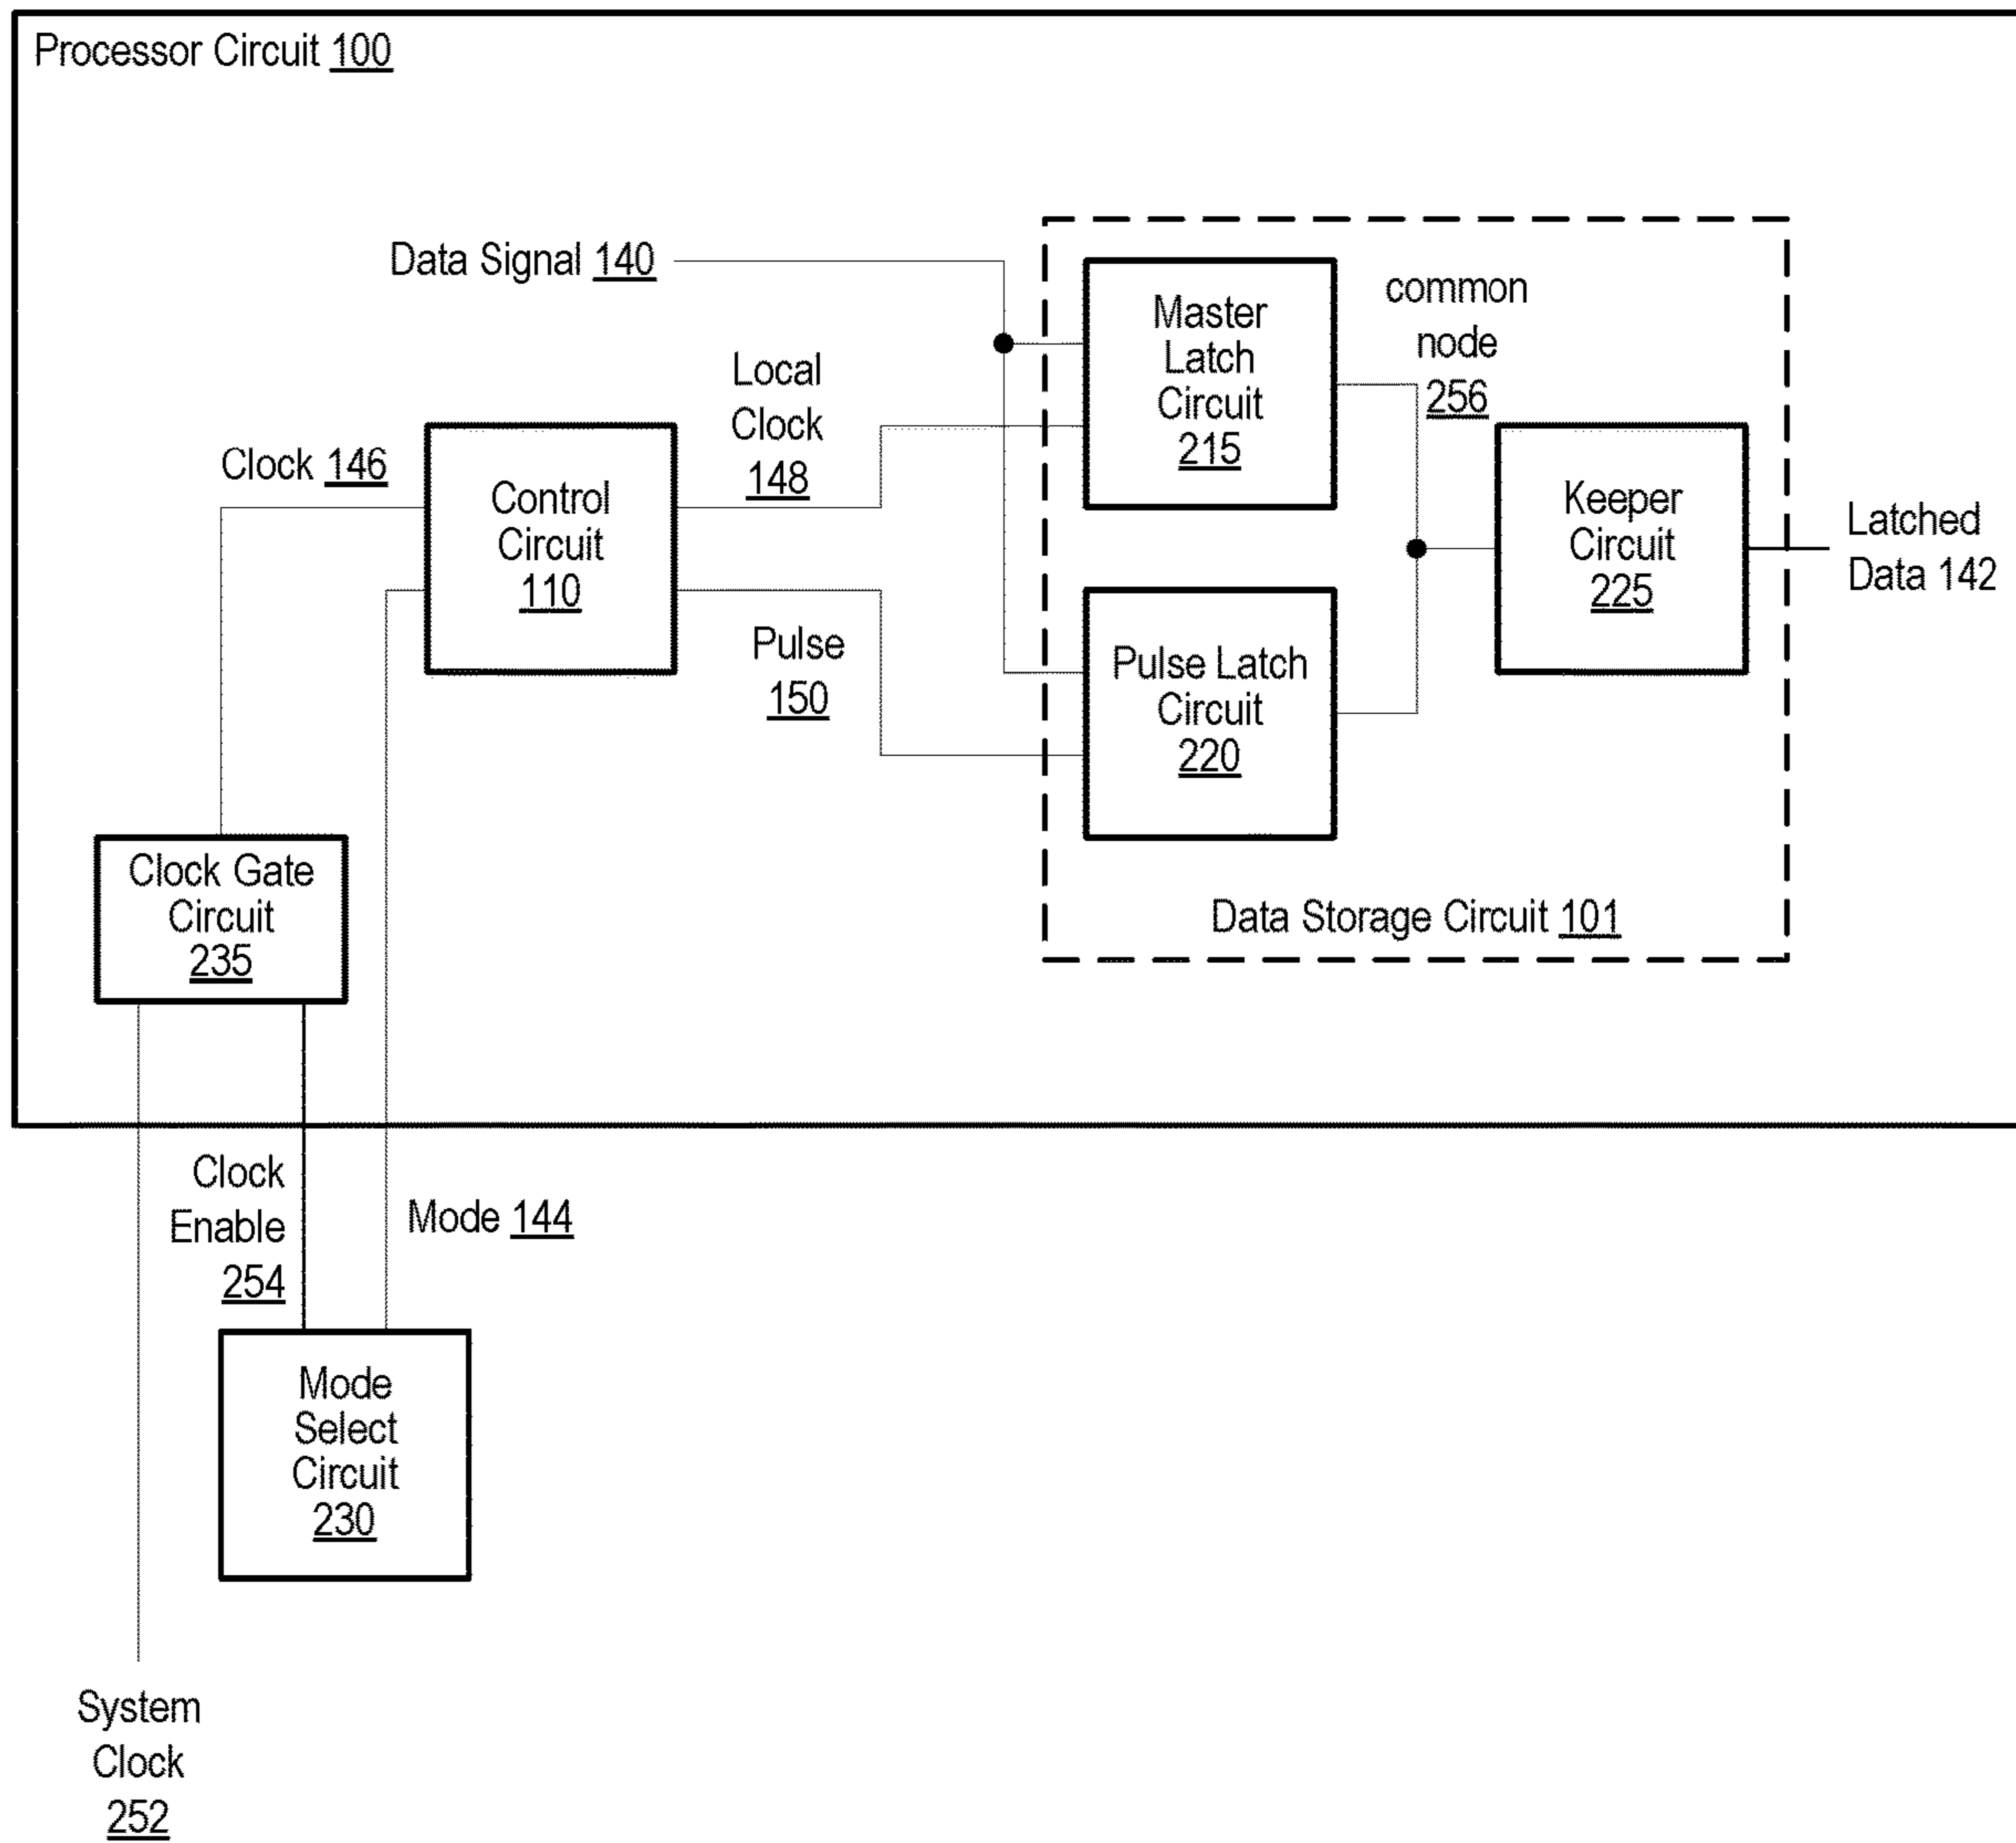 Processor Circuit 100
Data Signal 140
Master
Latch
Circuit
215
common
node
256
Local
Clock
148
Clock 146
Control
Circuit
110
Keeper
Circuit
225
Latched
Data 142
Pulse
150
Pulse Latch
Circuit
220
Clock Gate
Circuit
235
Data Storage Circuit 101
Clock
Enable
254
Mode 144
Mode
Select
Circuit
230
System
Clock
252